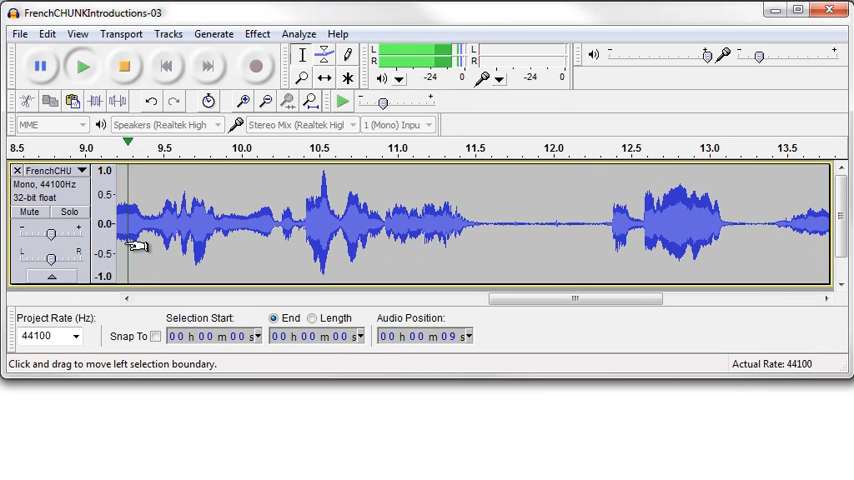 FrenchCHUNKIntroductions-03
File Edit View Transport Tracks Generate Effect Analyze Help
L
R
-24 0
-24 0
MME Speakers (Realtek High Stereo Mix (Realtek Higl 1 (Mono) Inpu
8.5 9.0 9.5 10.0 10.5 11.0 11.5 12.0 12.5 13.0 13.5
FrenchCHU
Mono, 44100Hz
32-bit float
Mute Solo
- +
L R
1.0
0.5
0.0
-0.5
-1.0
Project Rate (Hz): Selection Start: End Length Audio Position:
44100 Snap To 00 h 00 m 00 s 00 h 00 m 00 s 00 h 00 m 09 s
Click and drag to move left selection boundary. Actual Rate: 44100